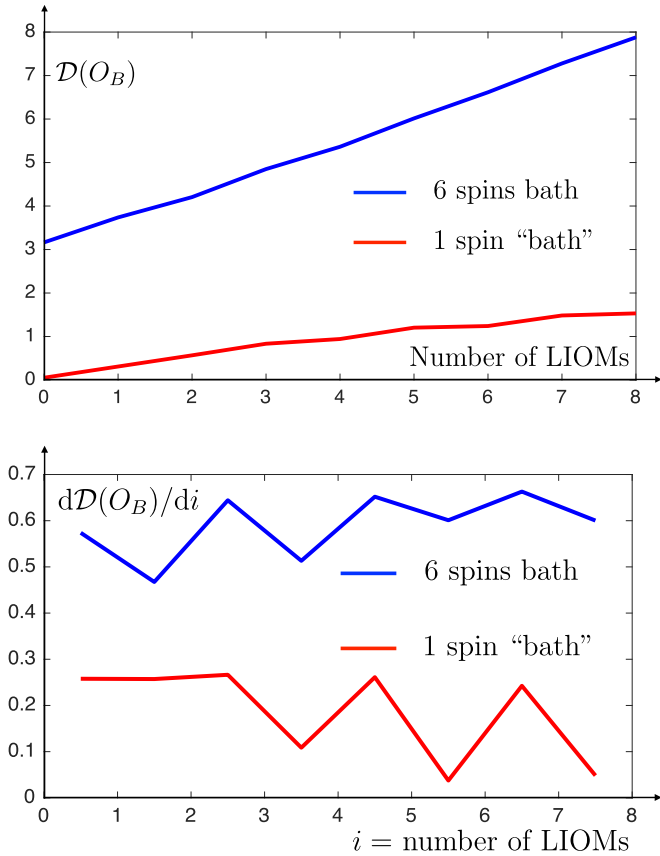 8
𝒟(O_B)
7
6
5
4
6 spins bath
3
1 spin “bath”
2
1
Number of LIOMs
0
0 1 2 3 4 5 6 7 8
0.7
d𝒟(O_B)/di
0.6
0.5
6 spins bath
0.4
0.3
1 spin “bath”
0.2
0.1
0
0 1 2 3 4 5 6 7 8
i = number of LIOMs